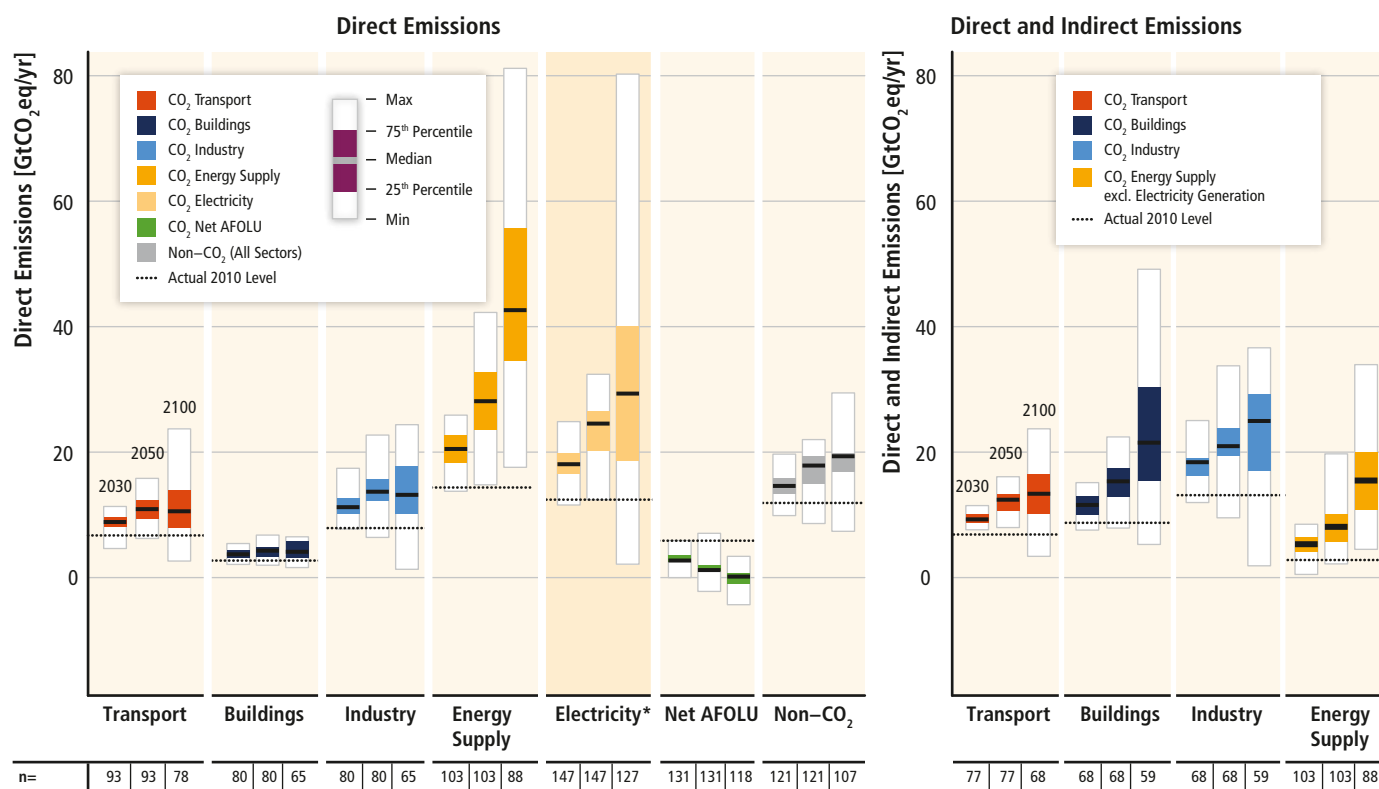 Direct Emissions
Direct Emissions [GtCO₂eq/yr]
80
60
40
20
0
CO₂ Transport
CO₂ Buildings
CO₂ Industry
CO₂ Energy Supply
CO₂ Electricity
CO₂ Net AFOLU
Non–CO₂ (All Sectors)
Actual 2010 Level
Max
75th Percentile
Median
25th Percentile
Min
2030
2050
2100
Transport
Buildings
Industry
Energy
Supply
Electricity*
Net AFOLU
Non–CO₂
n=
93 93 78
80 80 65
80 80 65
103 103 88
147 147 127
131 131 118
121 121 107
Direct and Indirect Emissions
Direct and Indirect Emissions [GtCO₂eq/yr]
80
60
40
20
0
CO₂ Transport
CO₂ Buildings
CO₂ Industry
CO₂ Energy Supply
excl. Electricity Generation
Actual 2010 Level
2030
2050
2100
Transport
Buildings
Industry
Energy
Supply
77 77 68
68 68 59
68 68 59
103 103 88